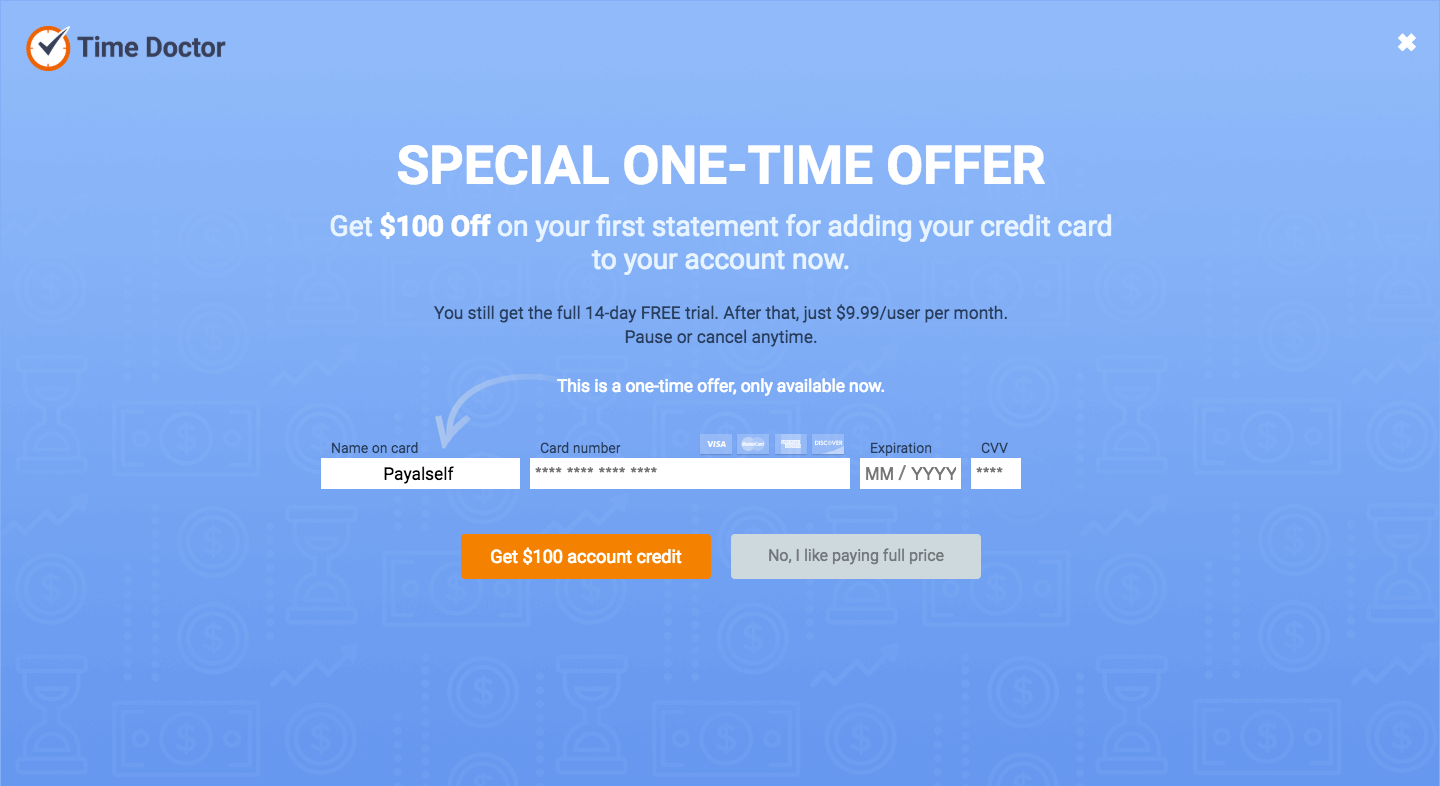 Time Doctor
✖
SPECIAL ONE-TIME OFFER
Get $100 Off on your first statement for adding your credit card
to your account now.
You still get the full 14-day FREE trial. After that, just $9.99/user per month.
Pause or cancel anytime.
This is a one-time offer, only available now.
Name on card
Card number
VISA
MasterCard
AMERICAN EXPRESS
DISCOVER
Expiration
CVV
Payalself
**** **** **** ****
MM / YYYY
****
Get $100 account credit
No, I like paying full price